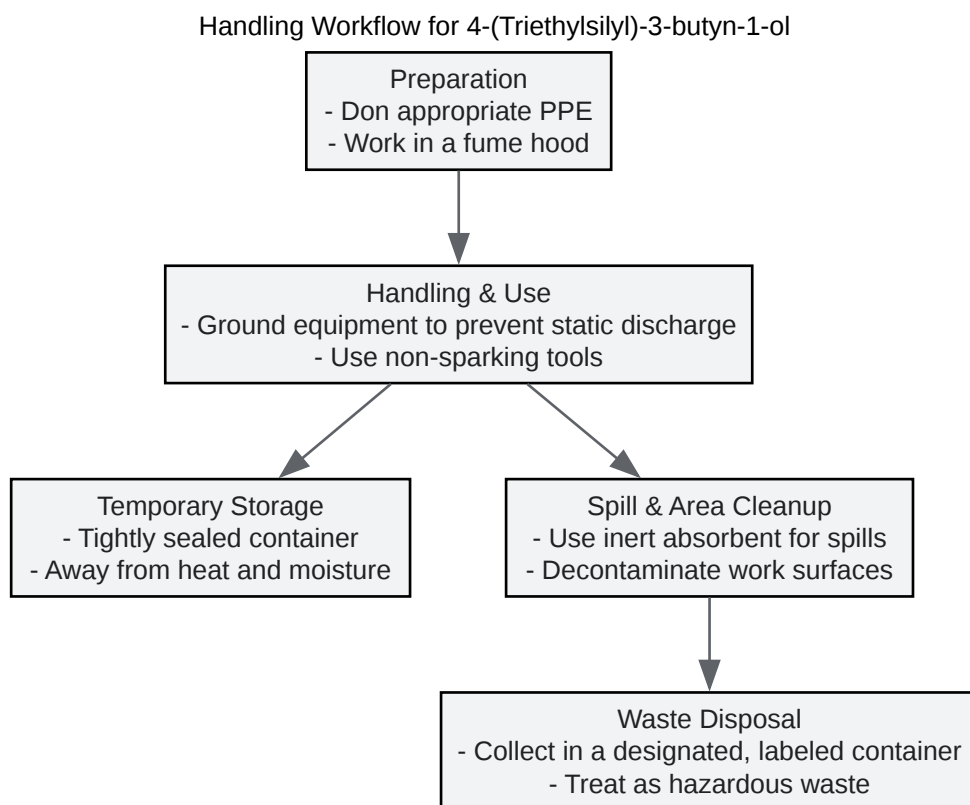 Handling Workflow for 4-(Triethylsilyl)-3-butyn-1-ol
Preparation
- Don appropriate PPE
- Work in a fume hood
Handling & Use
- Ground equipment to prevent static discharge
- Use non-sparking tools
Temporary Storage
- Tightly sealed container
- Away from heat and moisture
Spill & Area Cleanup
- Use inert absorbent for spills
- Decontaminate work surfaces
Waste Disposal
- Collect in a designated, labeled container
- Treat as hazardous waste